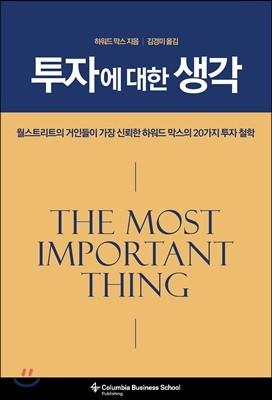 하워드 막스 지음 | 김경미 옮김
투자에 대한 생각
월스트리트의 거인들이 가장 신뢰한 하워드 막스의 20가지 투자 철학
THE MOST
IMPORTANT
THING
Columbia Business School
Publishing